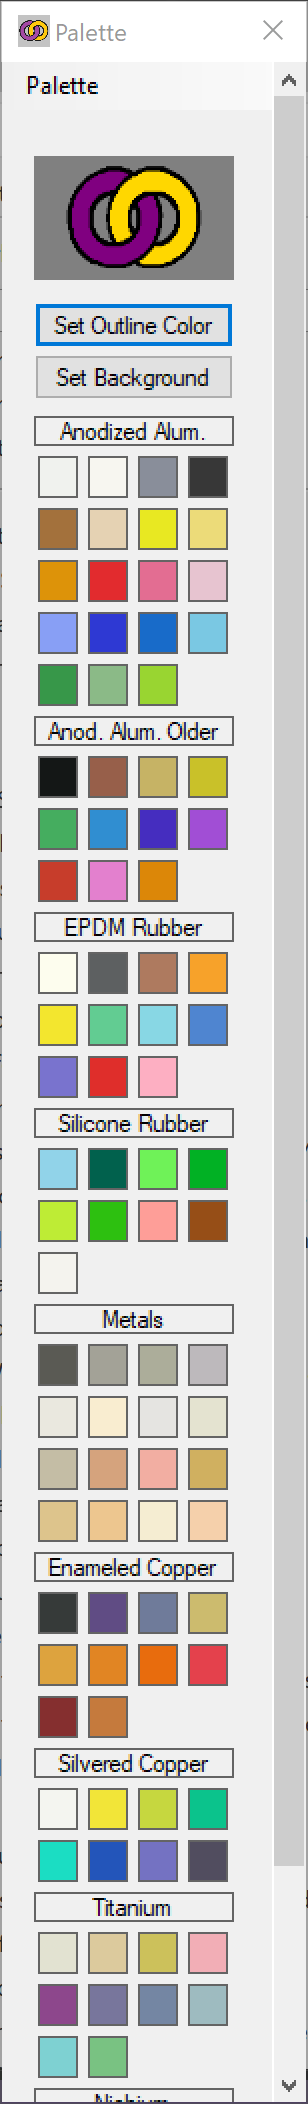 Palette
Palette
Set Outline Color
Set Background
Anodized Alum.
Anod. Alum. Older
EPDM Rubber
Silicone Rubber
Metals
Enameled Copper
Silvered Copper
Titanium